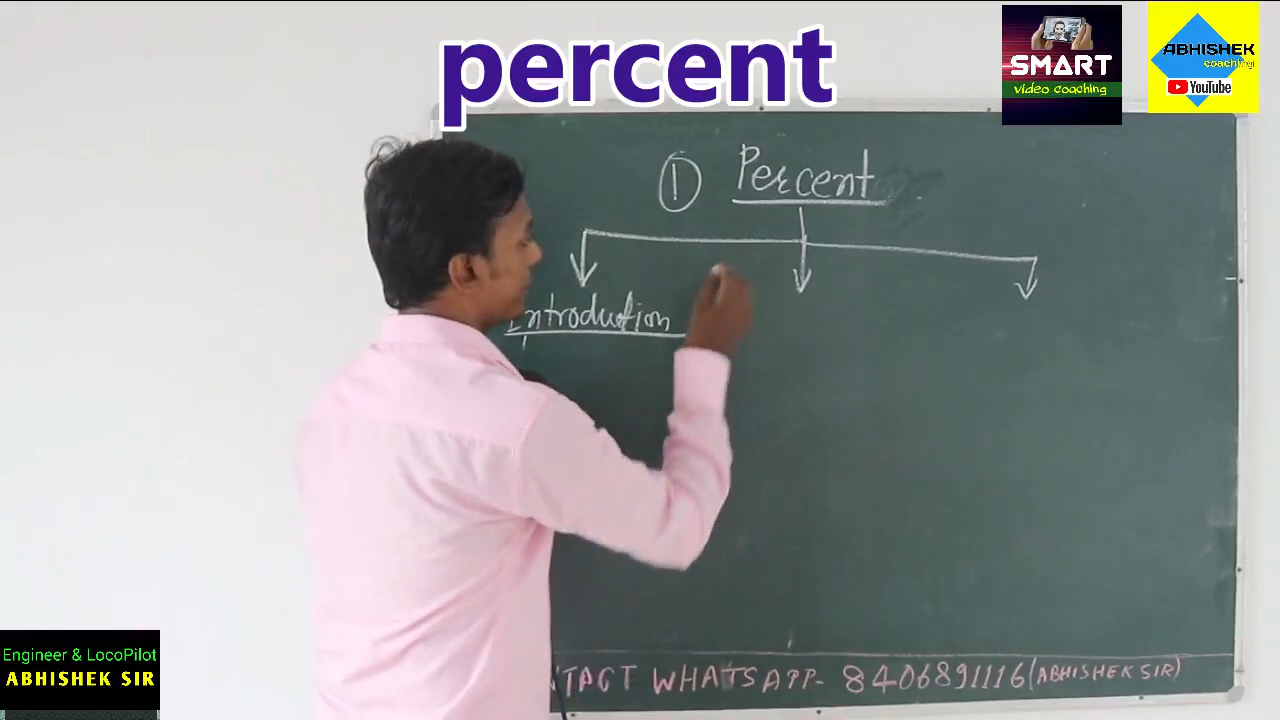 percent
SMART
video coaching
ABHISHEK
coaching
YouTube
① Percent
Introduction
NTACT WHATSAPP- 8406891116 (ABHISHEK SIR)
Engineer & LocoPilot
ABHISHEK SIR